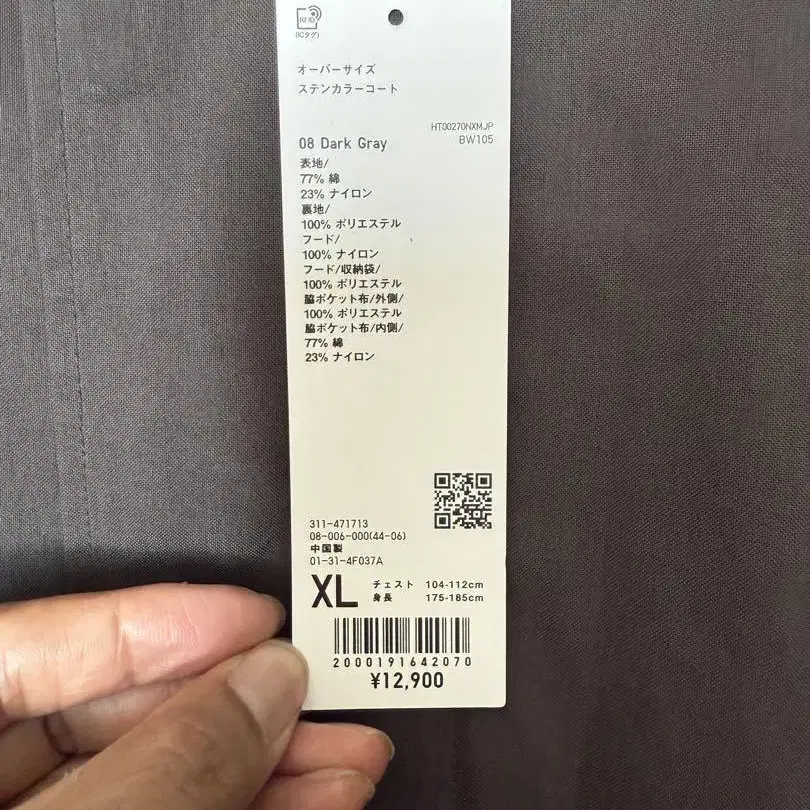 RFID
(ICタグ)
オーバーサイズ
ステンカラーコート
HT00270NXMJP
08 Dark Gray
BW105
表地/
77% 綿
23% ナイロン
裏地/
100% ポリエステル
フード/
100% ナイロン
フード/収納袋/
100% ポリエステル
脇ポケット布/外側/
100% ポリエステル
脇ポケット布/内側/
77% 綿
23% ナイロン
311-471713
08-006-000(44-06)
中国製
01-31-4F037A
XL チェスト 104-112cm
身長 175-185cm
2000191642070
¥12,900